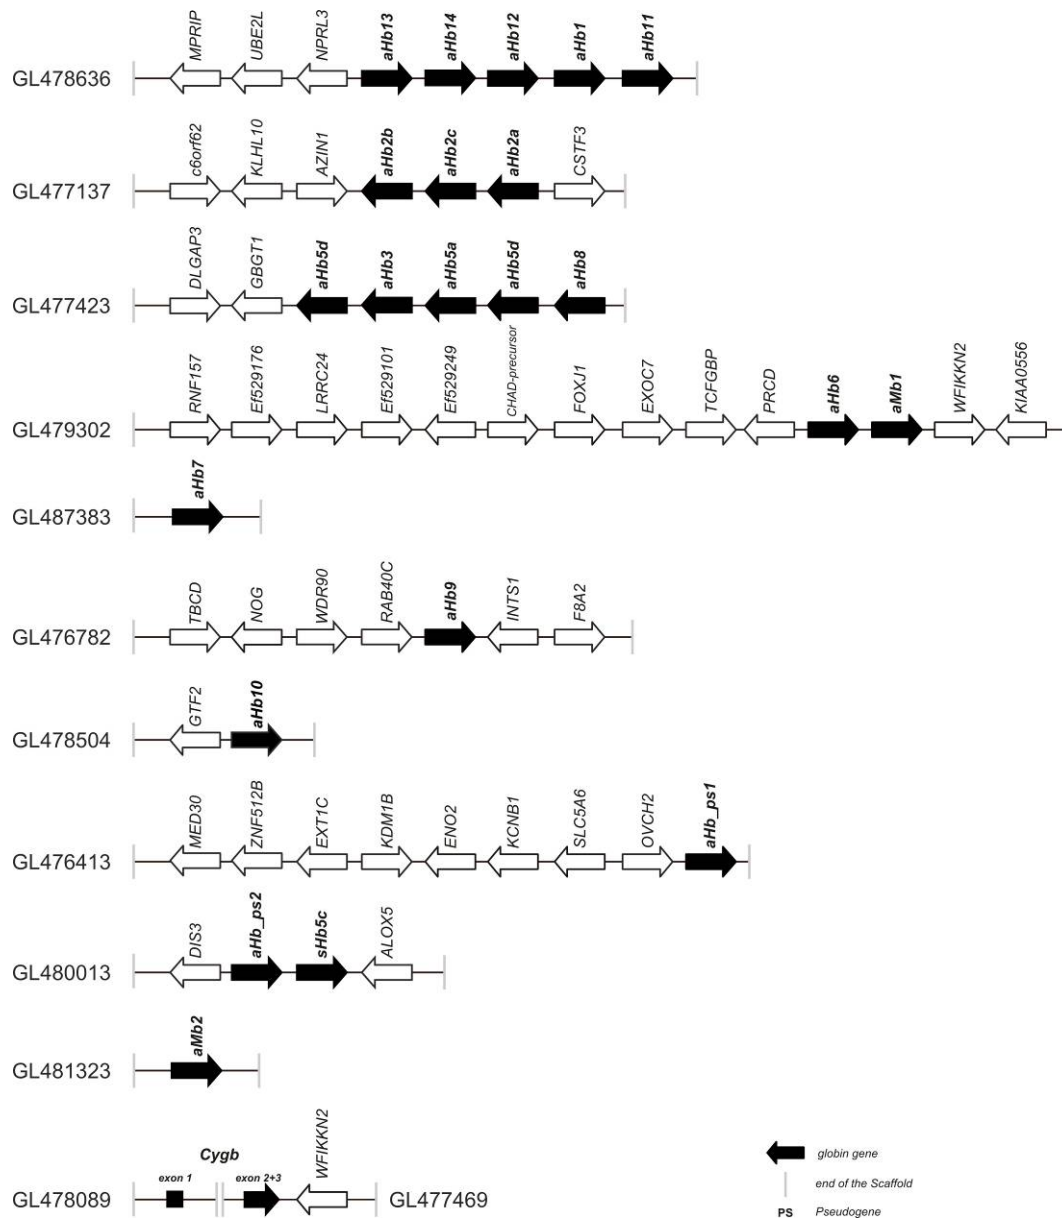 MPRIP UBE2L NPRL3 aHb13 aHb14 aHb12 aHb1 aHb11
GL478636
c6orf62 KLHL10 AZIN1 aHb2b aHb2c aHb2a CSTF3
GL477137
DLGAP3 GBGT1 aHb5d aHb3 aHb5a aHb5d aHb8
GL477423
RNF157 Ef529176 LRRC24 Ef529101 Ef529249 CHAD-precursor FOXJ1 EXOC7 TCFGBP PRCD aHb6 aMb1 WFIKKN2 KIAA0556
GL479302
aHb7
GL487383
TBCD NOG WDR90 RAB40C aHb9 INTS1 F8A2
GL476782
GTF2 aHb10
GL478504
MED30 ZNF512B EXT1C KDM1B ENO2 KCNB1 SLC5A6 OVCH2 aHb_ps1
GL476413
DIS3 aHb_ps2 sHb5c ALOX5
GL480013
aMb2
GL481323
Cygb WFIKKN2
exon 1 exon 2+3
GL478089 GL477469
globin gene
end of the Scaffold
PS Pseudogene